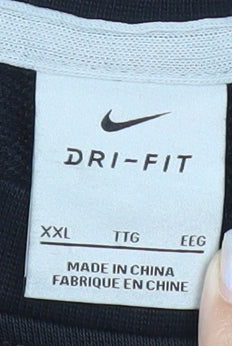 DRI-FIT
XXL TTG EEG
MADE IN CHINA
FABRIQUE EN CHINE